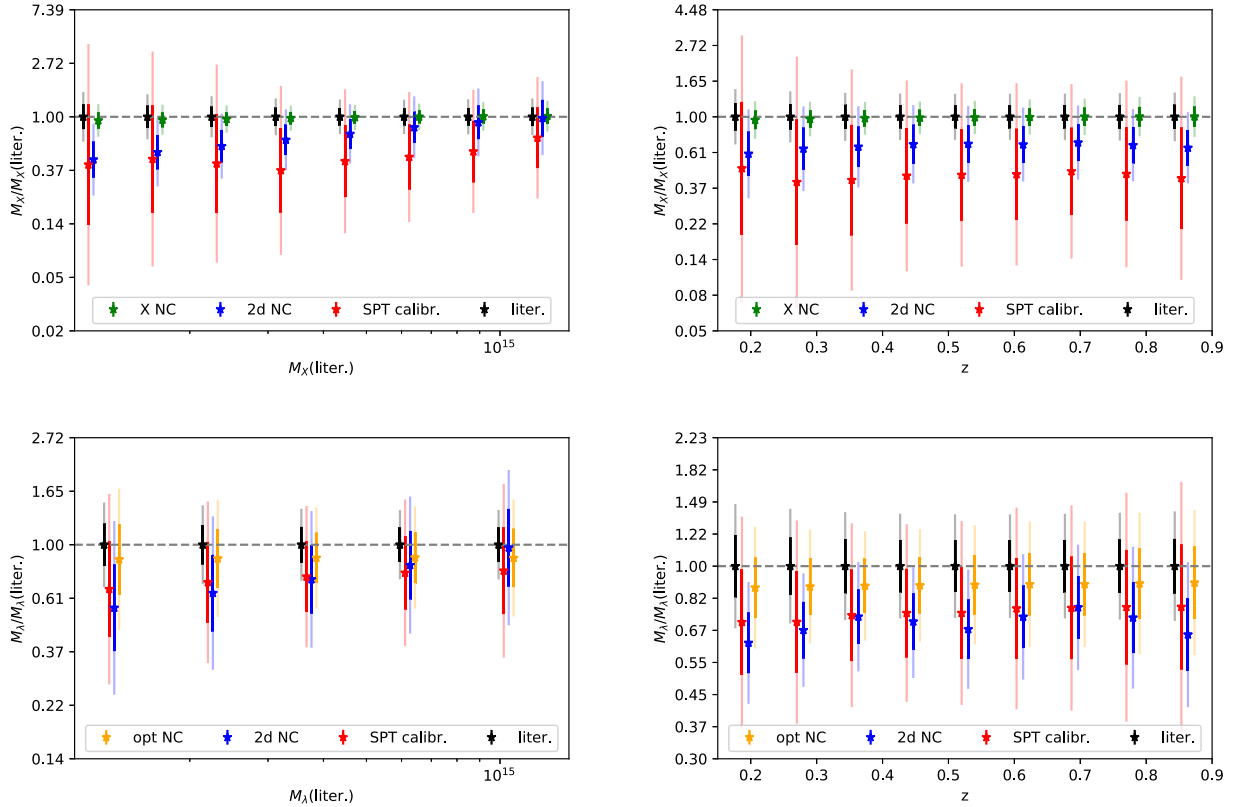 7.39
2.72
1.00
0.37
0.14
0.05
0.02
M_X/M_X(liter.)
X NC 2d NC SPT calibr. liter.
10^15
M_X(liter.)
4.48
2.72
1.65
1.00
0.61
0.37
0.22
0.14
0.08
0.05
M_X/M_X(liter.)
X NC 2d NC SPT calibr. liter.
0.2 0.3 0.4 0.5 0.6 0.7 0.8 0.9
z
2.72
1.65
1.00
0.61
0.37
0.22
0.14
M_λ/M_λ(liter.)
opt NC 2d NC SPT calibr. liter.
10^15
M_λ(liter.)
2.23
1.82
1.49
1.22
1.00
0.82
0.67
0.55
0.45
0.37
0.30
M_λ/M_λ(liter.)
opt NC 2d NC SPT calibr. liter.
0.2 0.3 0.4 0.5 0.6 0.7 0.8 0.9
z